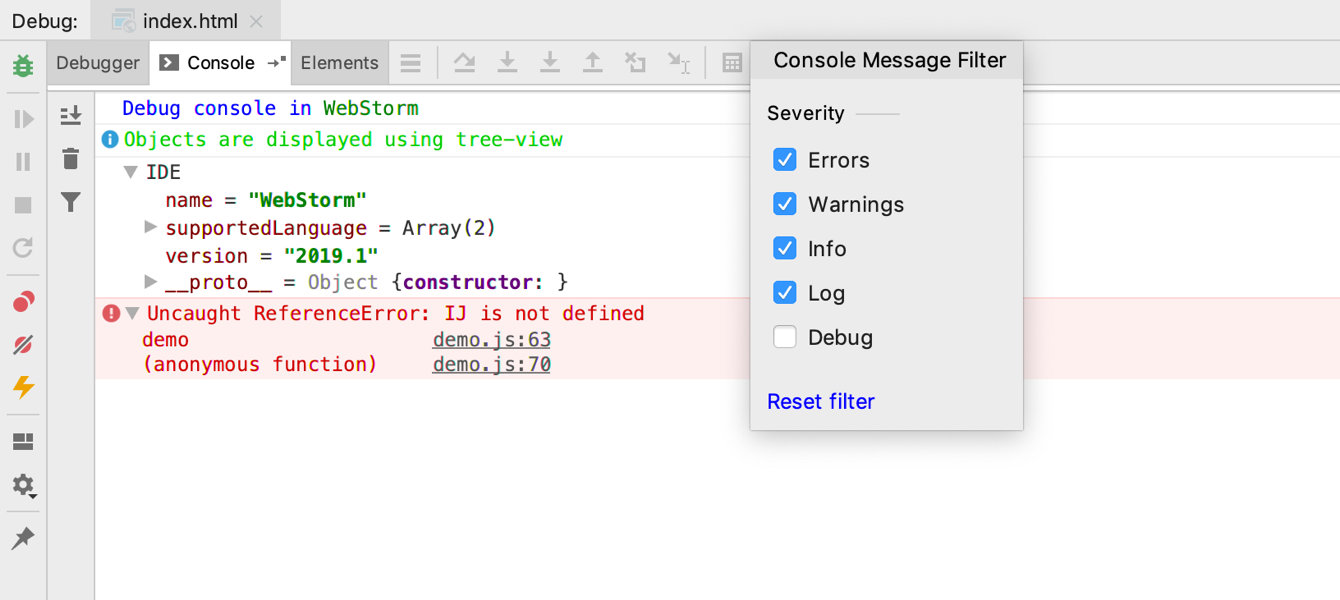 Debug: index.html
Debugger Console Elements
Console Message Filter
Debug console in WebStorm
Objects are displayed using tree-view
IDE
name = "WebStorm"
supportedLanguage = Array(2)
version = "2019.1"
__proto__ = Object {constructor: }
Uncaught ReferenceError: IJ is not defined
demo demo.js:63
(anonymous function) demo.js:70
Severity
Errors
Warnings
Info
Log
Debug
Reset filter